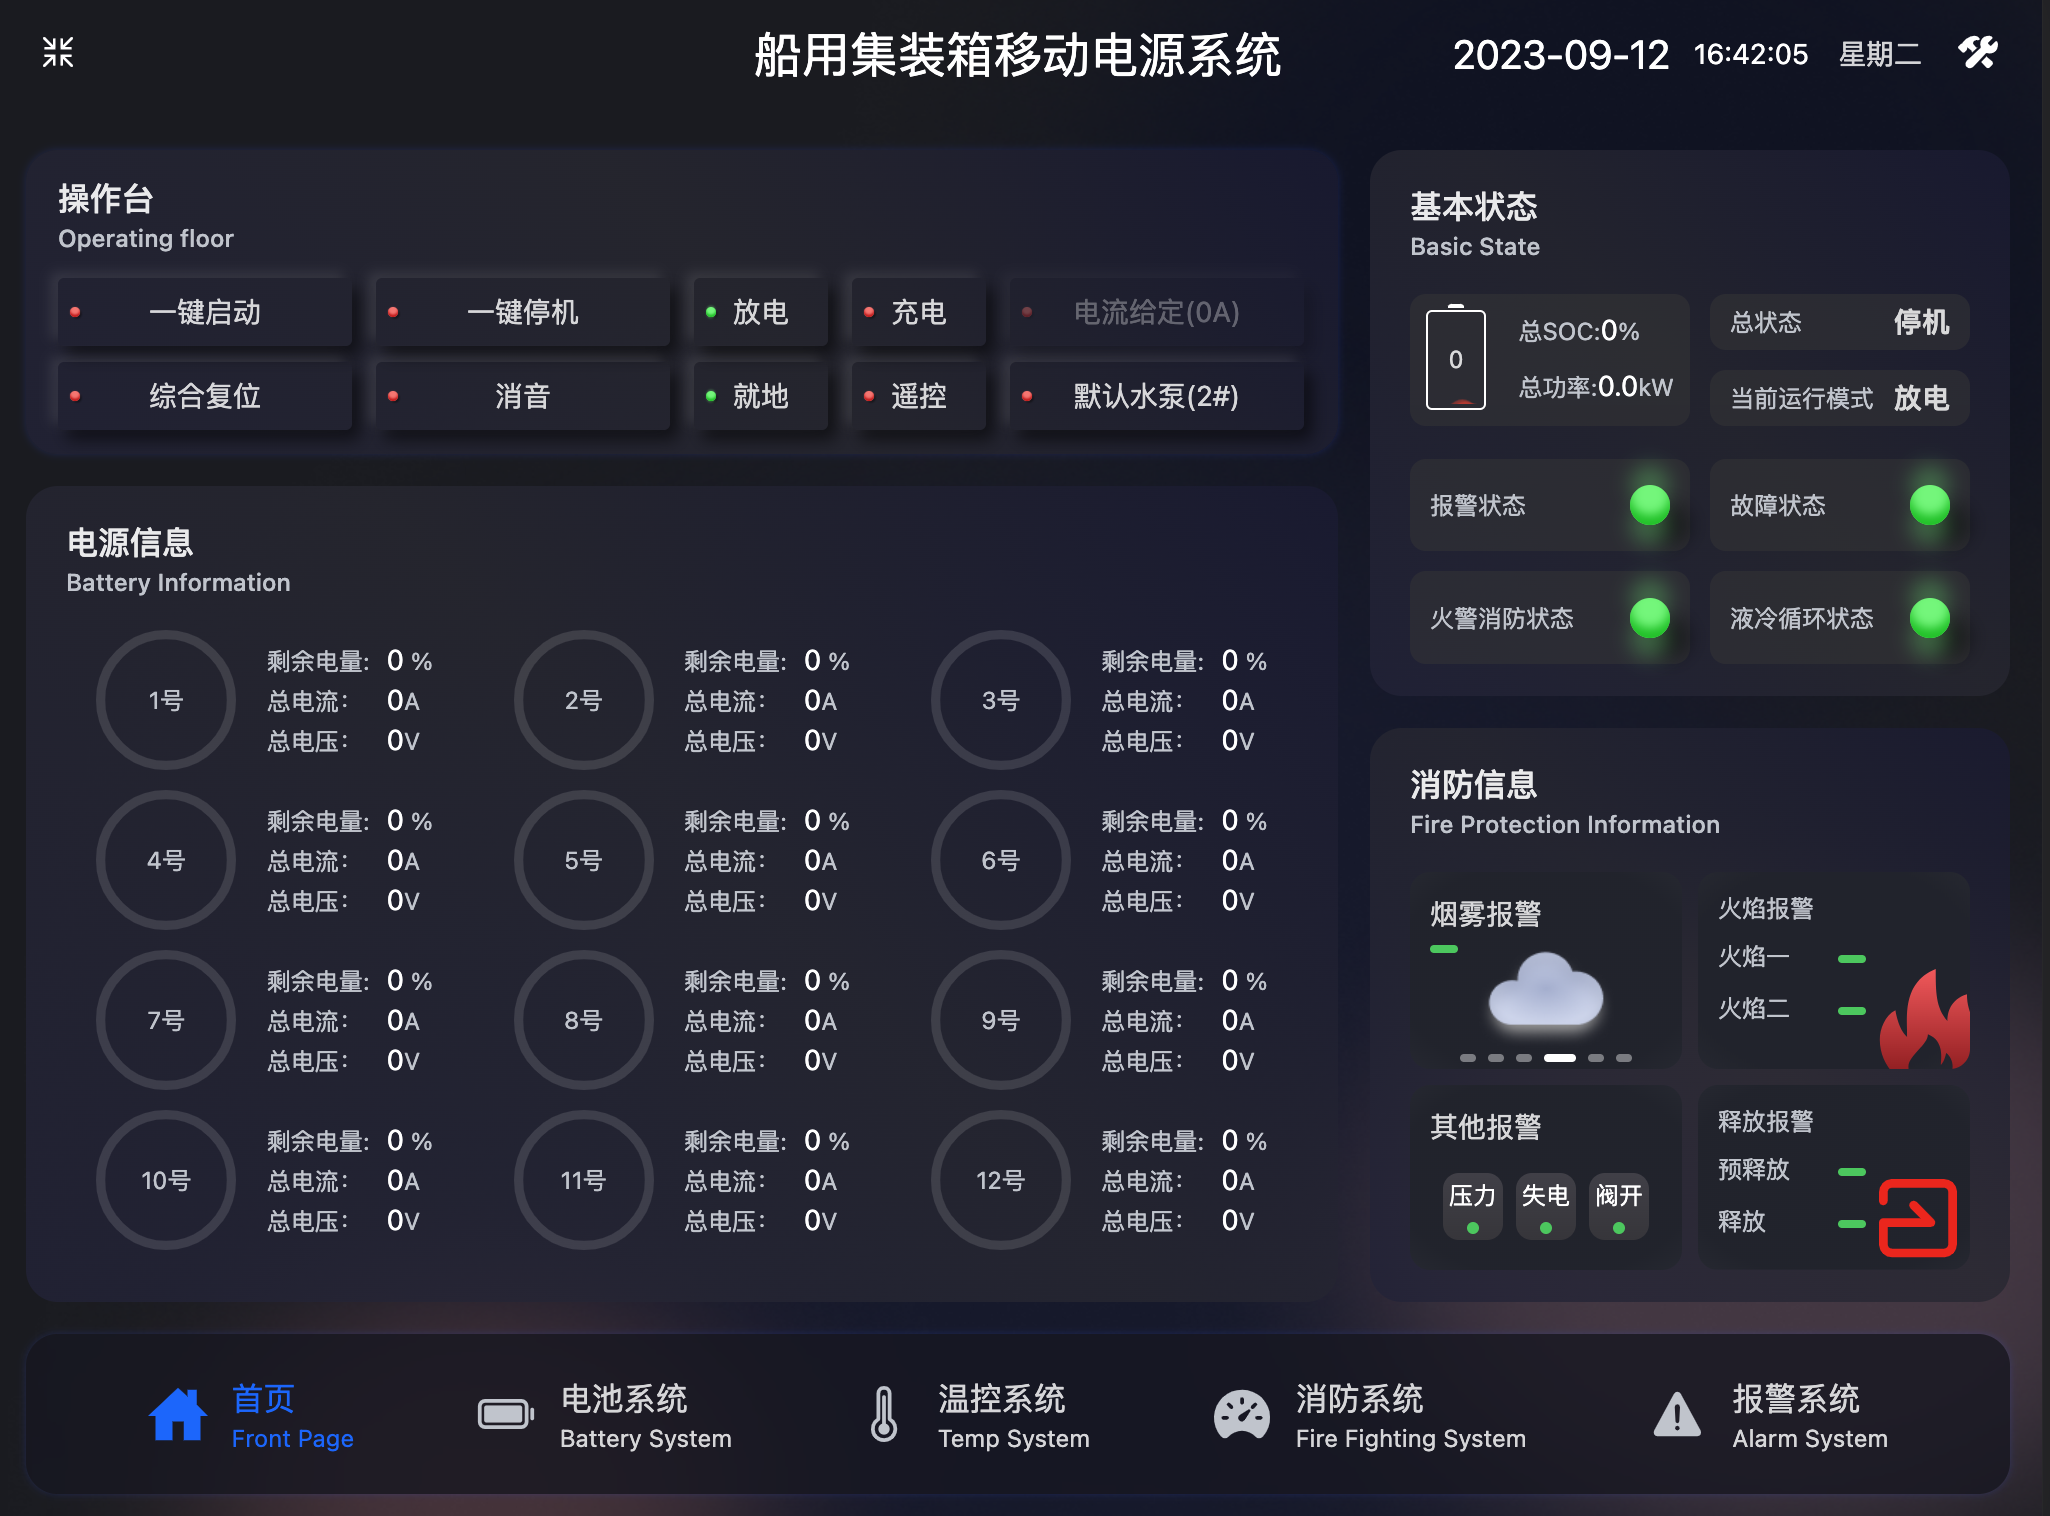 船用集装箱移动电源系统
2023-09-12 16:42:05 星期二
操作台
Operating floor
一键启动 一键停机 放电 充电 电流给定(0A)
综合复位 消音 就地 遥控 默认水泵(2#)
电源信息
Battery Information
1号
剩余电量: 0 %
总电流: 0A
总电压: 0V
2号
剩余电量: 0 %
总电流: 0A
总电压: 0V
3号
剩余电量: 0 %
总电流: 0A
总电压: 0V
4号
剩余电量: 0 %
总电流: 0A
总电压: 0V
5号
剩余电量: 0 %
总电流: 0A
总电压: 0V
6号
剩余电量: 0 %
总电流: 0A
总电压: 0V
7号
剩余电量: 0 %
总电流: 0A
总电压: 0V
8号
剩余电量: 0 %
总电流: 0A
总电压: 0V
9号
剩余电量: 0 %
总电流: 0A
总电压: 0V
10号
剩余电量: 0 %
总电流: 0A
总电压: 0V
11号
剩余电量: 0 %
总电流: 0A
总电压: 0V
12号
剩余电量: 0 %
总电流: 0A
总电压: 0V
基本状态
Basic State
0
总SOC:0%
总功率:0.0kW
总状态 停机
当前运行模式 放电
报警状态
故障状态
火警消防状态
液冷循环状态
消防信息
Fire Protection Information
烟雾报警
火焰报警
火焰一
火焰二
其他报警
压力 失电 阀开
释放报警
预释放
释放
首页
Front Page
电池系统
Battery System
温控系统
Temp System
消防系统
Fire Fighting System
报警系统
Alarm System